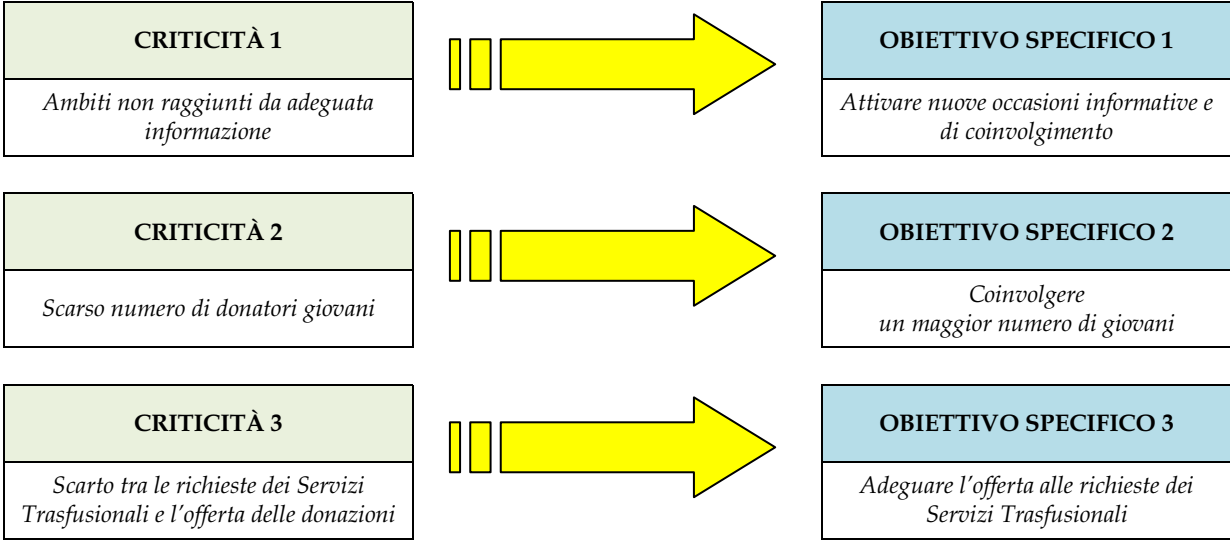 CRITICITÀ 1
Ambiti non raggiunti da adeguata
informazione
OBIETTIVO SPECIFICO 1
Attivare nuove occasioni informative e
di coinvolgimento
CRITICITÀ 2
Scarso numero di donatori giovani
OBIETTIVO SPECIFICO 2
Coinvolgere
un maggior numero di giovani
CRITICITÀ 3
Scarto tra le richieste dei Servizi
Trasfusionali e l'offerta delle donazioni
OBIETTIVO SPECIFICO 3
Adeguare l'offerta alle richieste dei
Servizi Trasfusionali